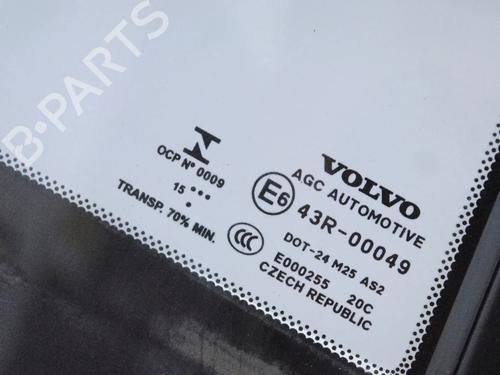 B·PARTS
VOLVO
AGC AUTOMOTIVE
E6 43R-00049
DOT-24 M25 AS2
E000255 20C
CZECH REPUBLIC
CCC
OCP N° 0009
15
TRANSP. 70% MIN.